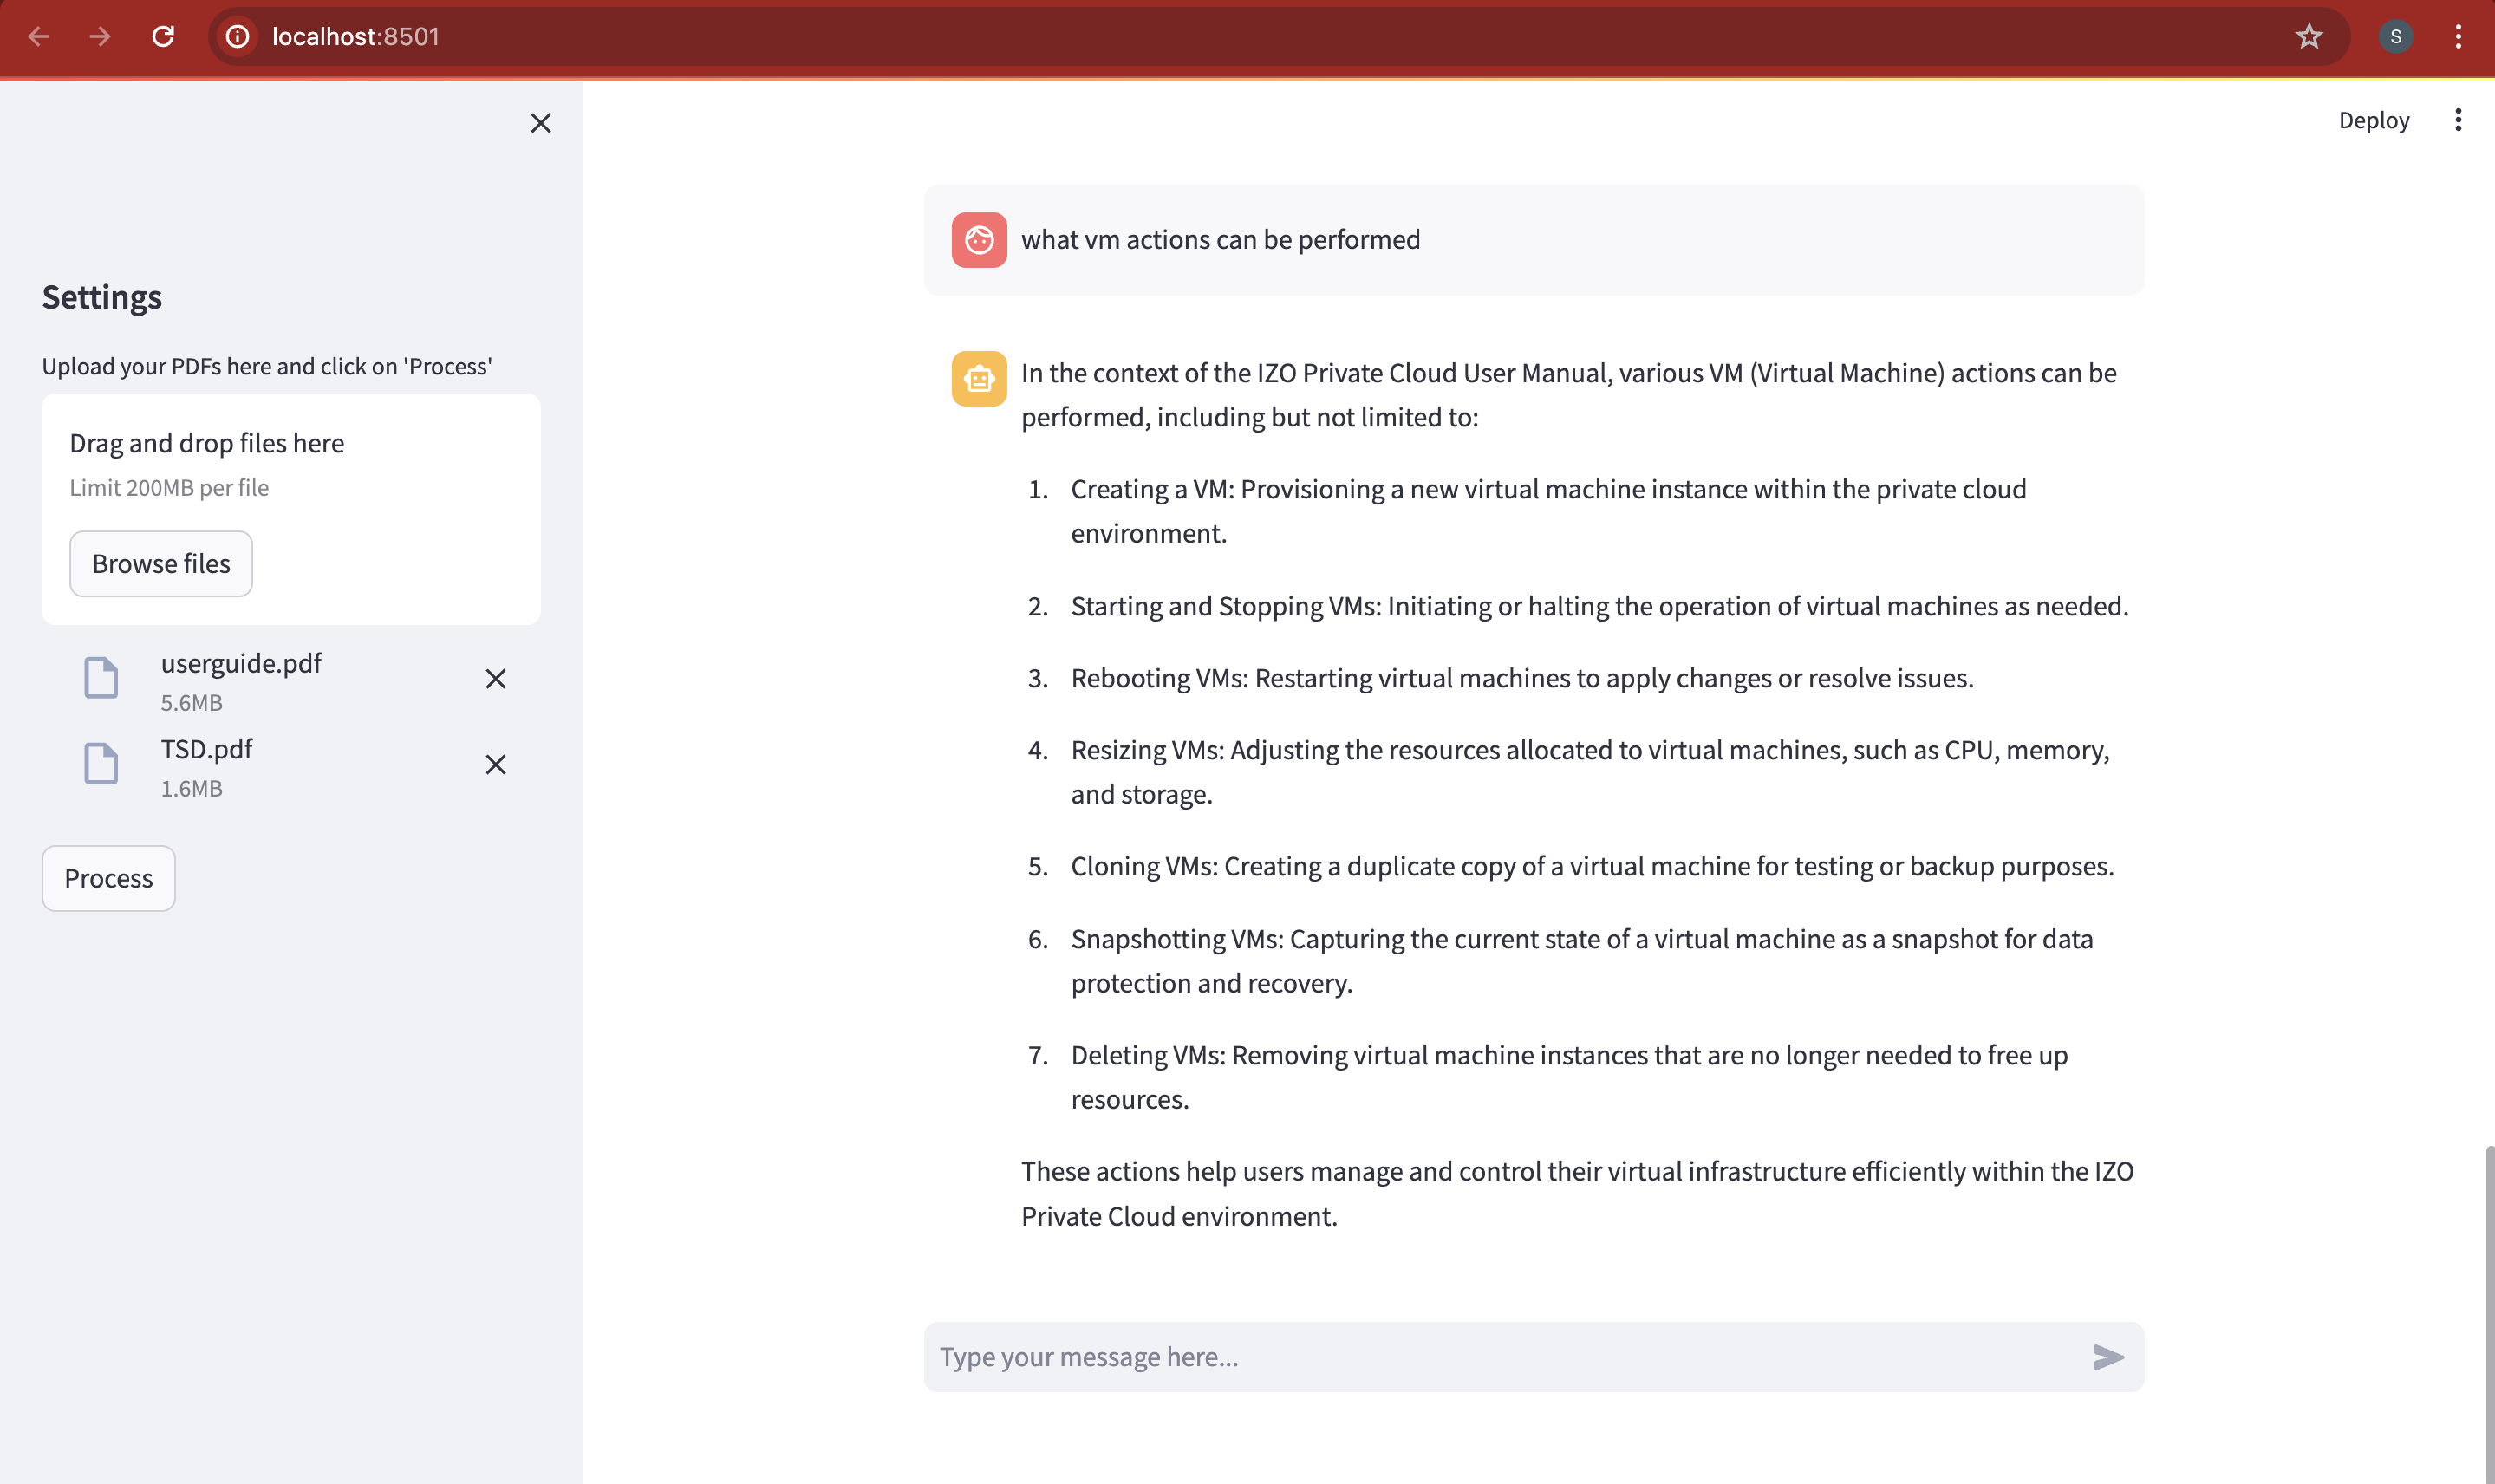 localhost:8501
S
Deploy
Settings
Upload your PDFs here and click on 'Process'
Drag and drop files here
Limit 200MB per file
Browse files
userguide.pdf
5.6MB
TSD.pdf
1.6MB
Process
what vm actions can be performed
In the context of the IZO Private Cloud User Manual, various VM (Virtual Machine) actions can be
performed, including but not limited to:
1. Creating a VM: Provisioning a new virtual machine instance within the private cloud
environment.
2. Starting and Stopping VMs: Initiating or halting the operation of virtual machines as needed.
3. Rebooting VMs: Restarting virtual machines to apply changes or resolve issues.
4. Resizing VMs: Adjusting the resources allocated to virtual machines, such as CPU, memory,
and storage.
5. Cloning VMs: Creating a duplicate copy of a virtual machine for testing or backup purposes.
6. Snapshotting VMs: Capturing the current state of a virtual machine as a snapshot for data
protection and recovery.
7. Deleting VMs: Removing virtual machine instances that are no longer needed to free up
resources.
These actions help users manage and control their virtual infrastructure efficiently within the IZO
Private Cloud environment.
Type your message here...